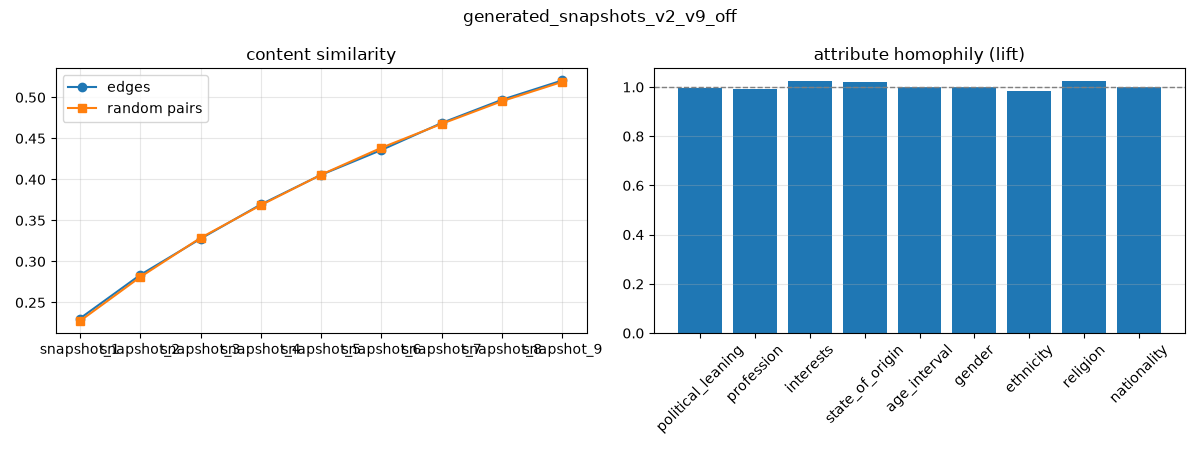 generated_snapshots_v2_v9_off
content similarity
edges
random pairs
0.50
0.45
0.40
0.35
0.30
0.25
snapshot_1
snapshot_2
snapshot_3
snapshot_4
snapshot_5
snapshot_6
snapshot_7
snapshot_8
snapshot_9
attribute homophily (lift)
1.0
0.8
0.6
0.4
0.2
0.0
political_leaning
profession
interests
state_of_origin
age_interval
gender
ethnicity
religion
nationality